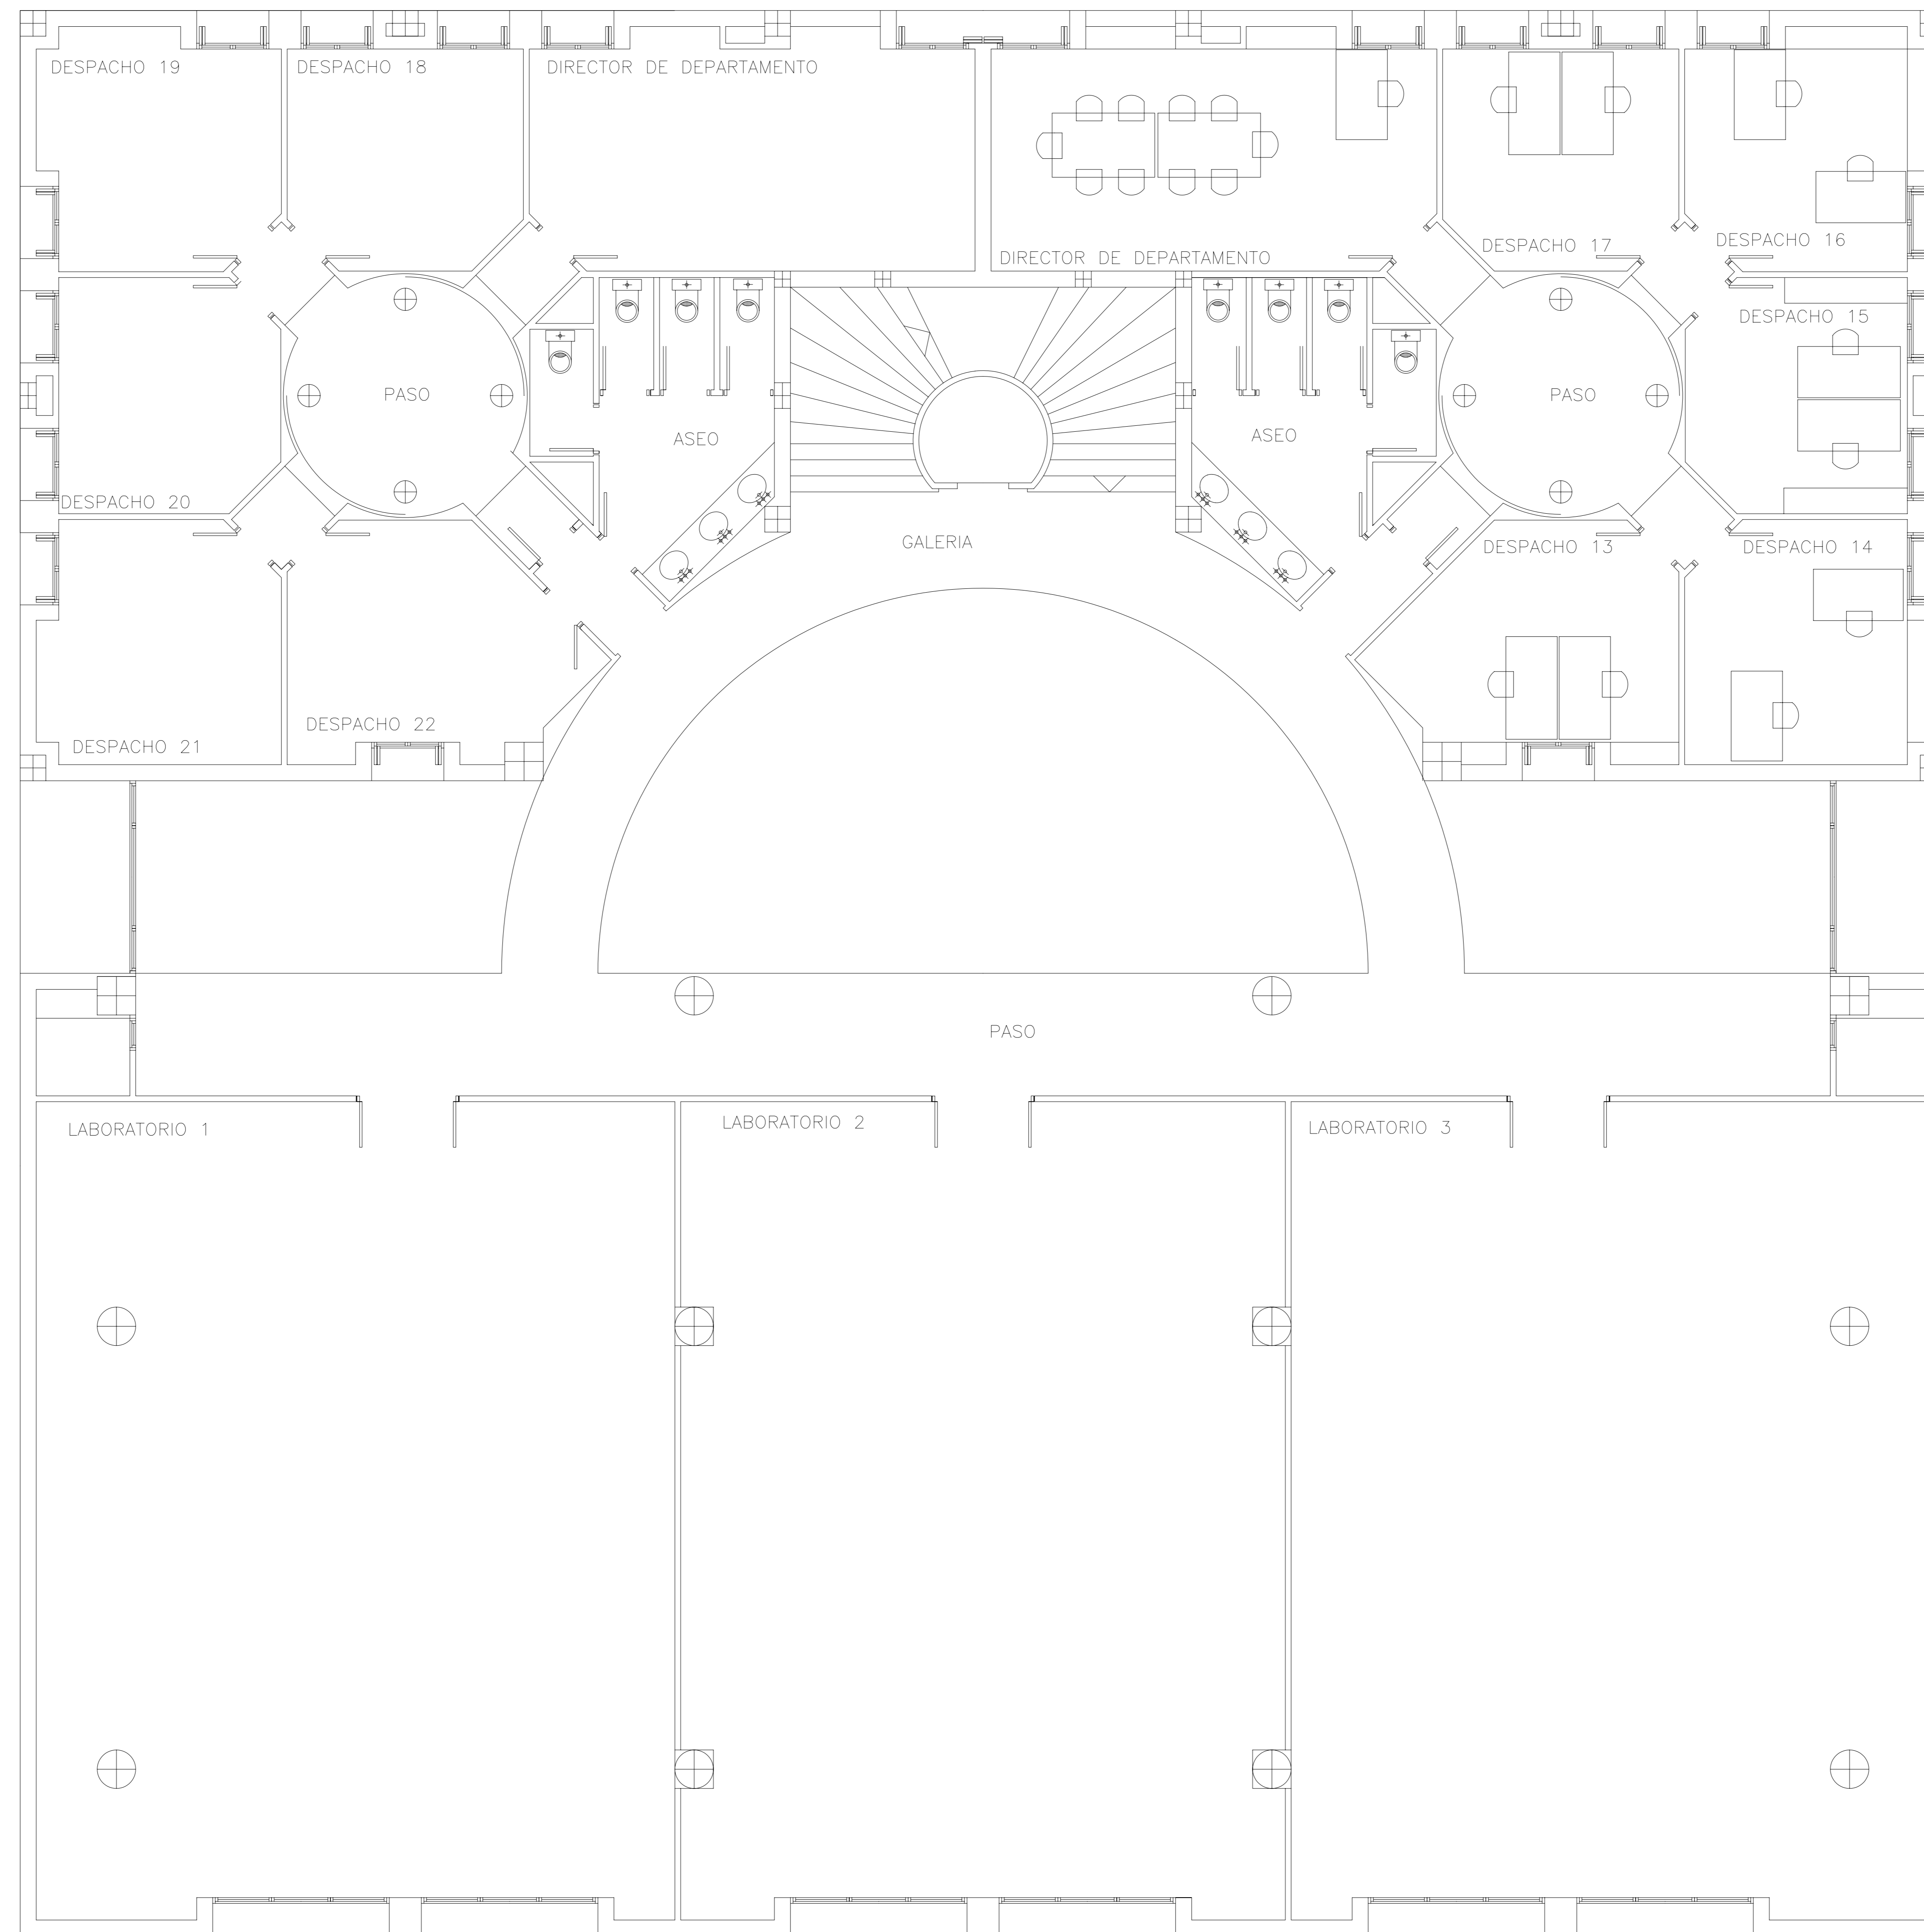 DESPACHO 19
DESPACHO 18
DIRECTOR DE DEPARTAMENTO
DIRECTOR DE DEPARTAMENTO
DESPACHO 17
DESPACHO 16
DESPACHO 15
PASO
ASEO
ASEO
PASO
DESPACHO 20
GALERIA
DESPACHO 13
DESPACHO 14
DESPACHO 21
DESPACHO 22
PASO
LABORATORIO 1
LABORATORIO 2
LABORATORIO 3